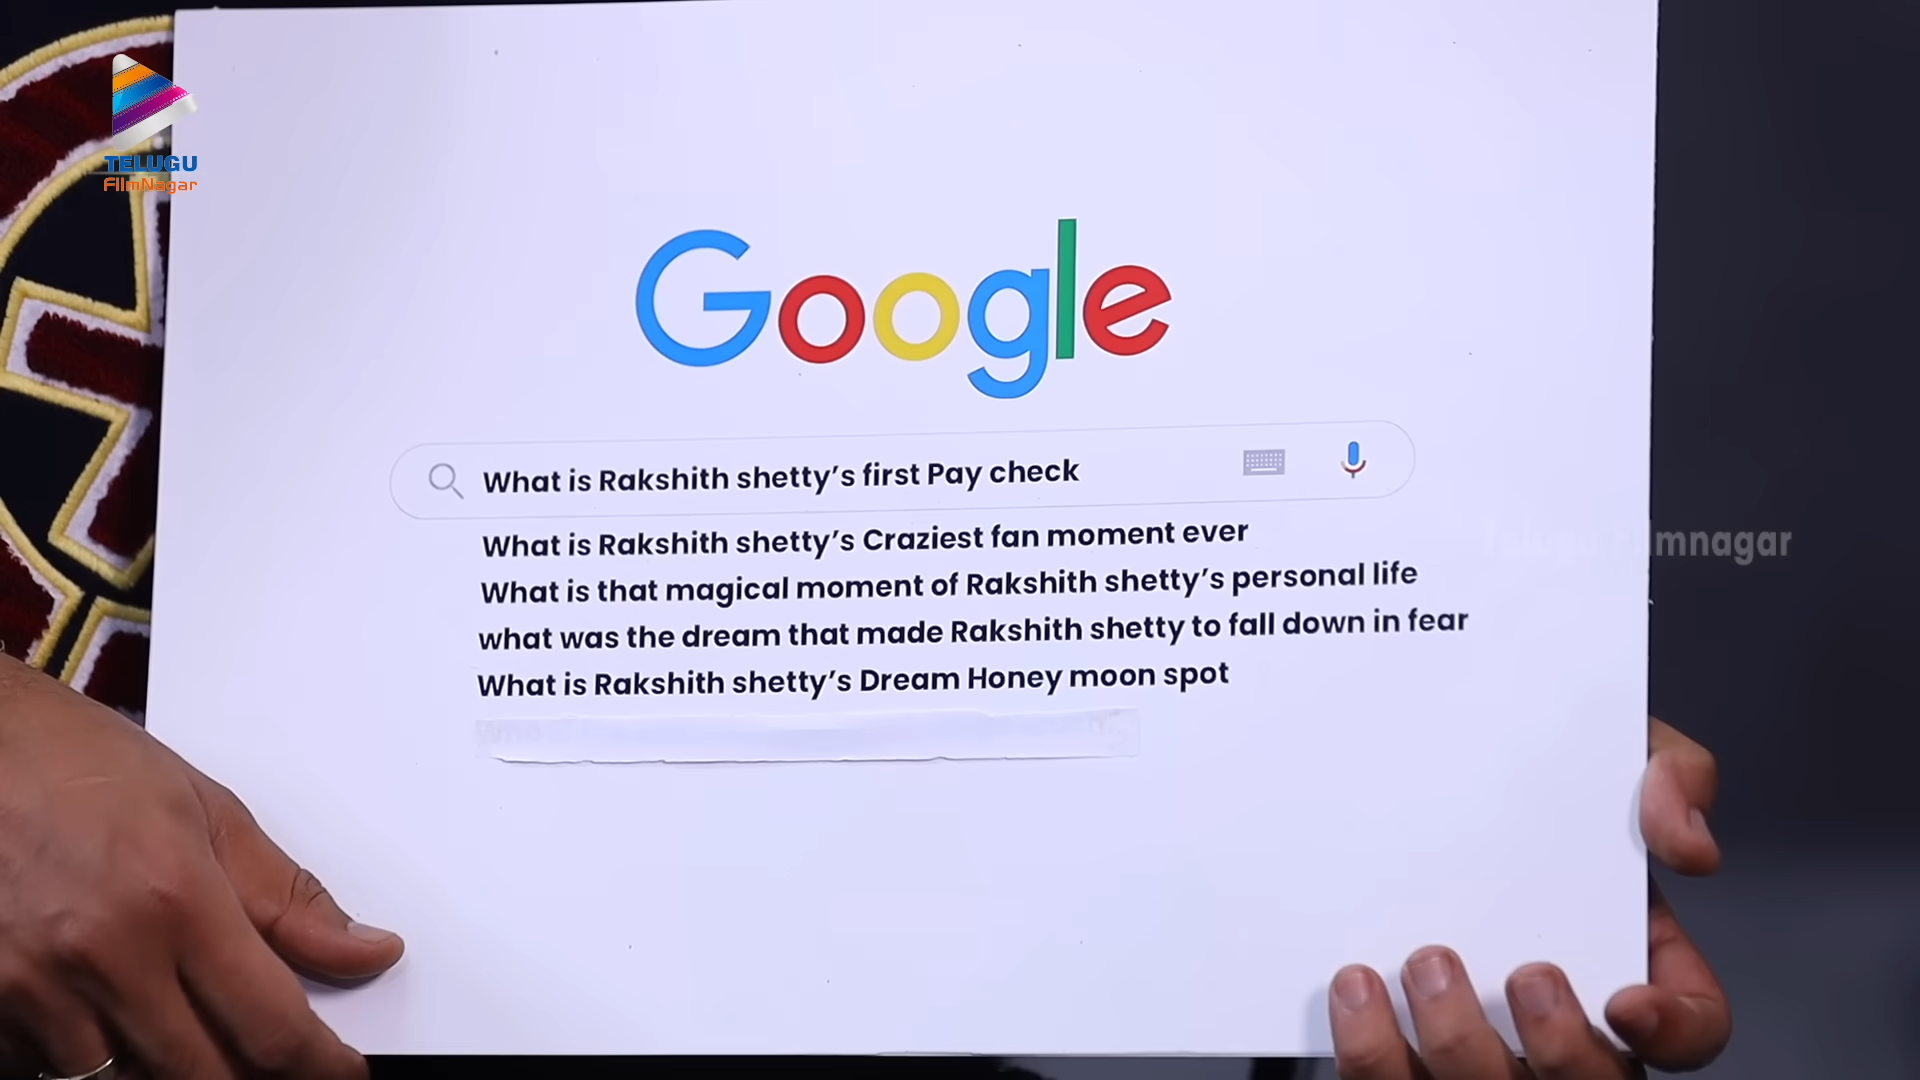 TELUGU
FilmNagar
Google
What is Rakshith shetty's first Pay check
What is Rakshith shetty's Craziest fan moment ever
What is that magical moment of Rakshith shetty's personal life
what was the dream that made Rakshith shetty to fall down in fear
What is Rakshith shetty's Dream Honey moon spot
Telugu Filmnagar